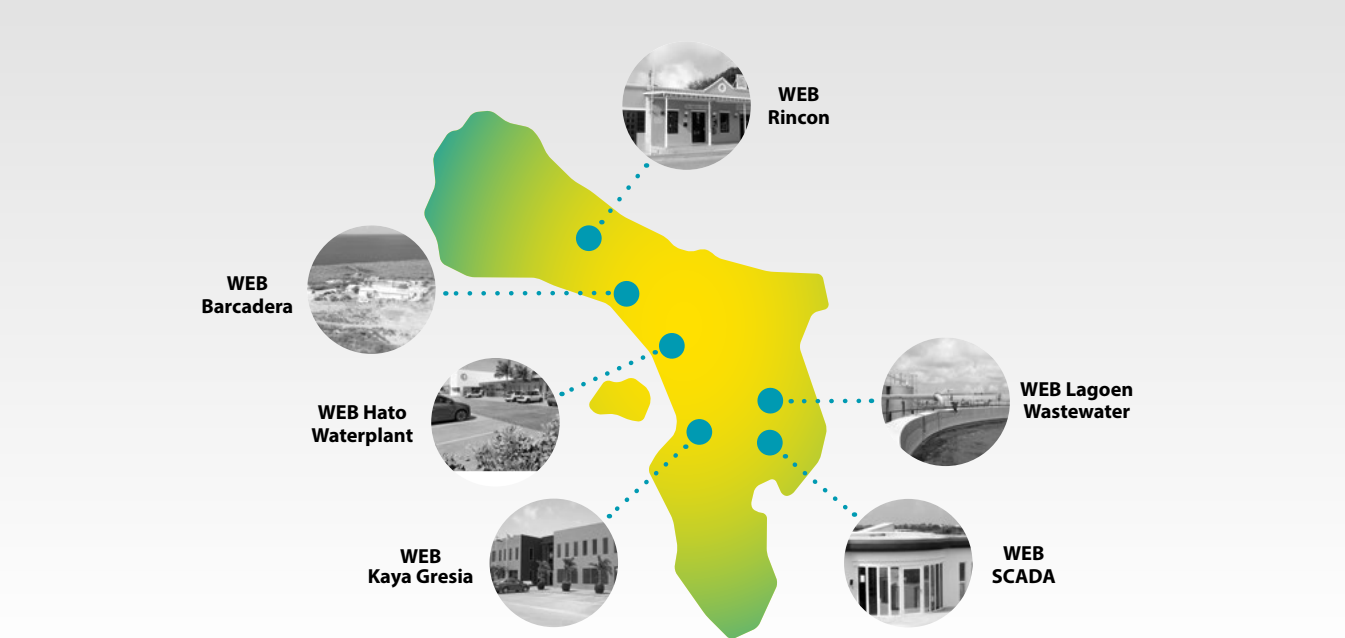 WEB
Rincon
WEB
Barcadera
WEB Hato
Waterplant
WEB Lagoen
Wastewater
WEB
Kaya Gresia
WEB
SCADA